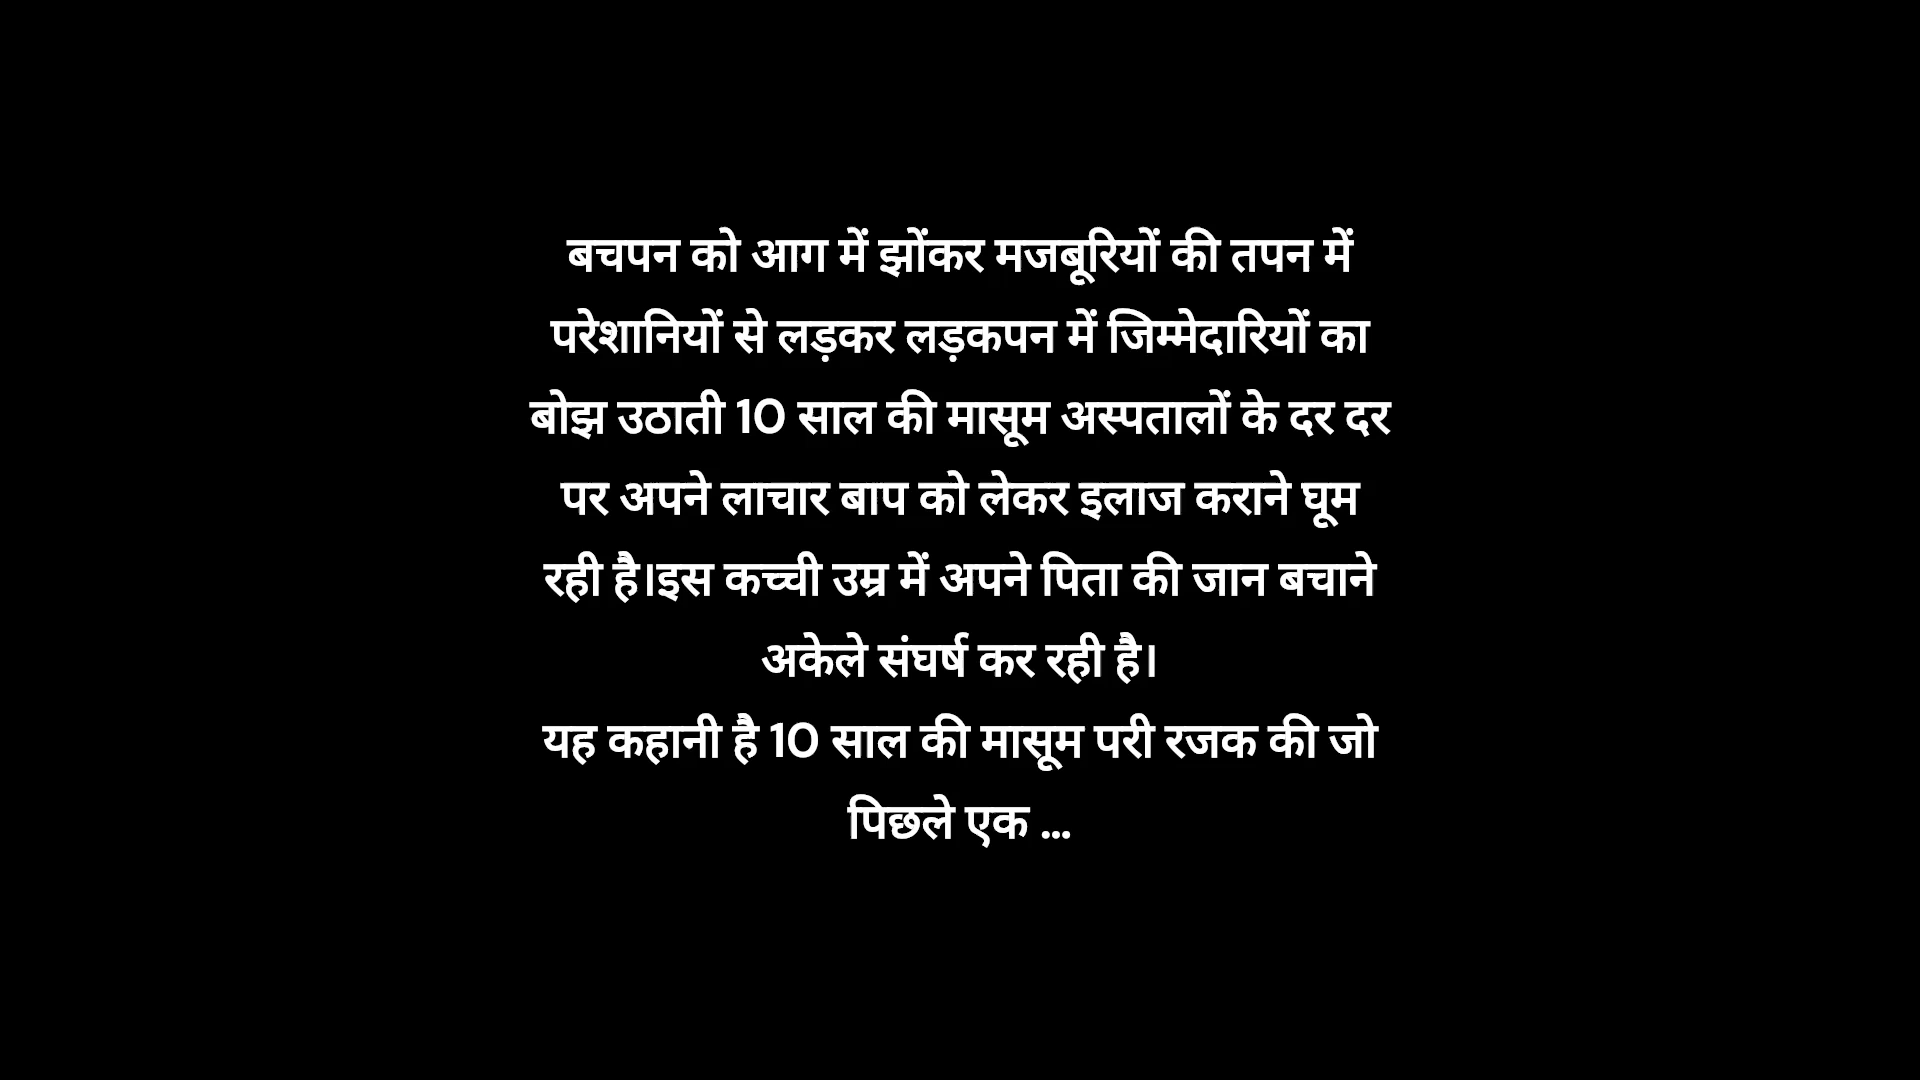 बचपन को आग में झोंकर मजबूरियों की तपन में
परेशानियों से लड़कर लड़कपन में जिम्मेदारियों का
बोझ उठाती 10 साल की मासूम अस्पतालों के दर दर
पर अपने लाचार बाप को लेकर इलाज कराने घूम
रही है।इस कच्ची उम्र में अपने पिता की जान बचाने
अकेले संघर्ष कर रही है।
यह कहानी है 10 साल की मासूम परी रजक की जो
पिछले एक ...